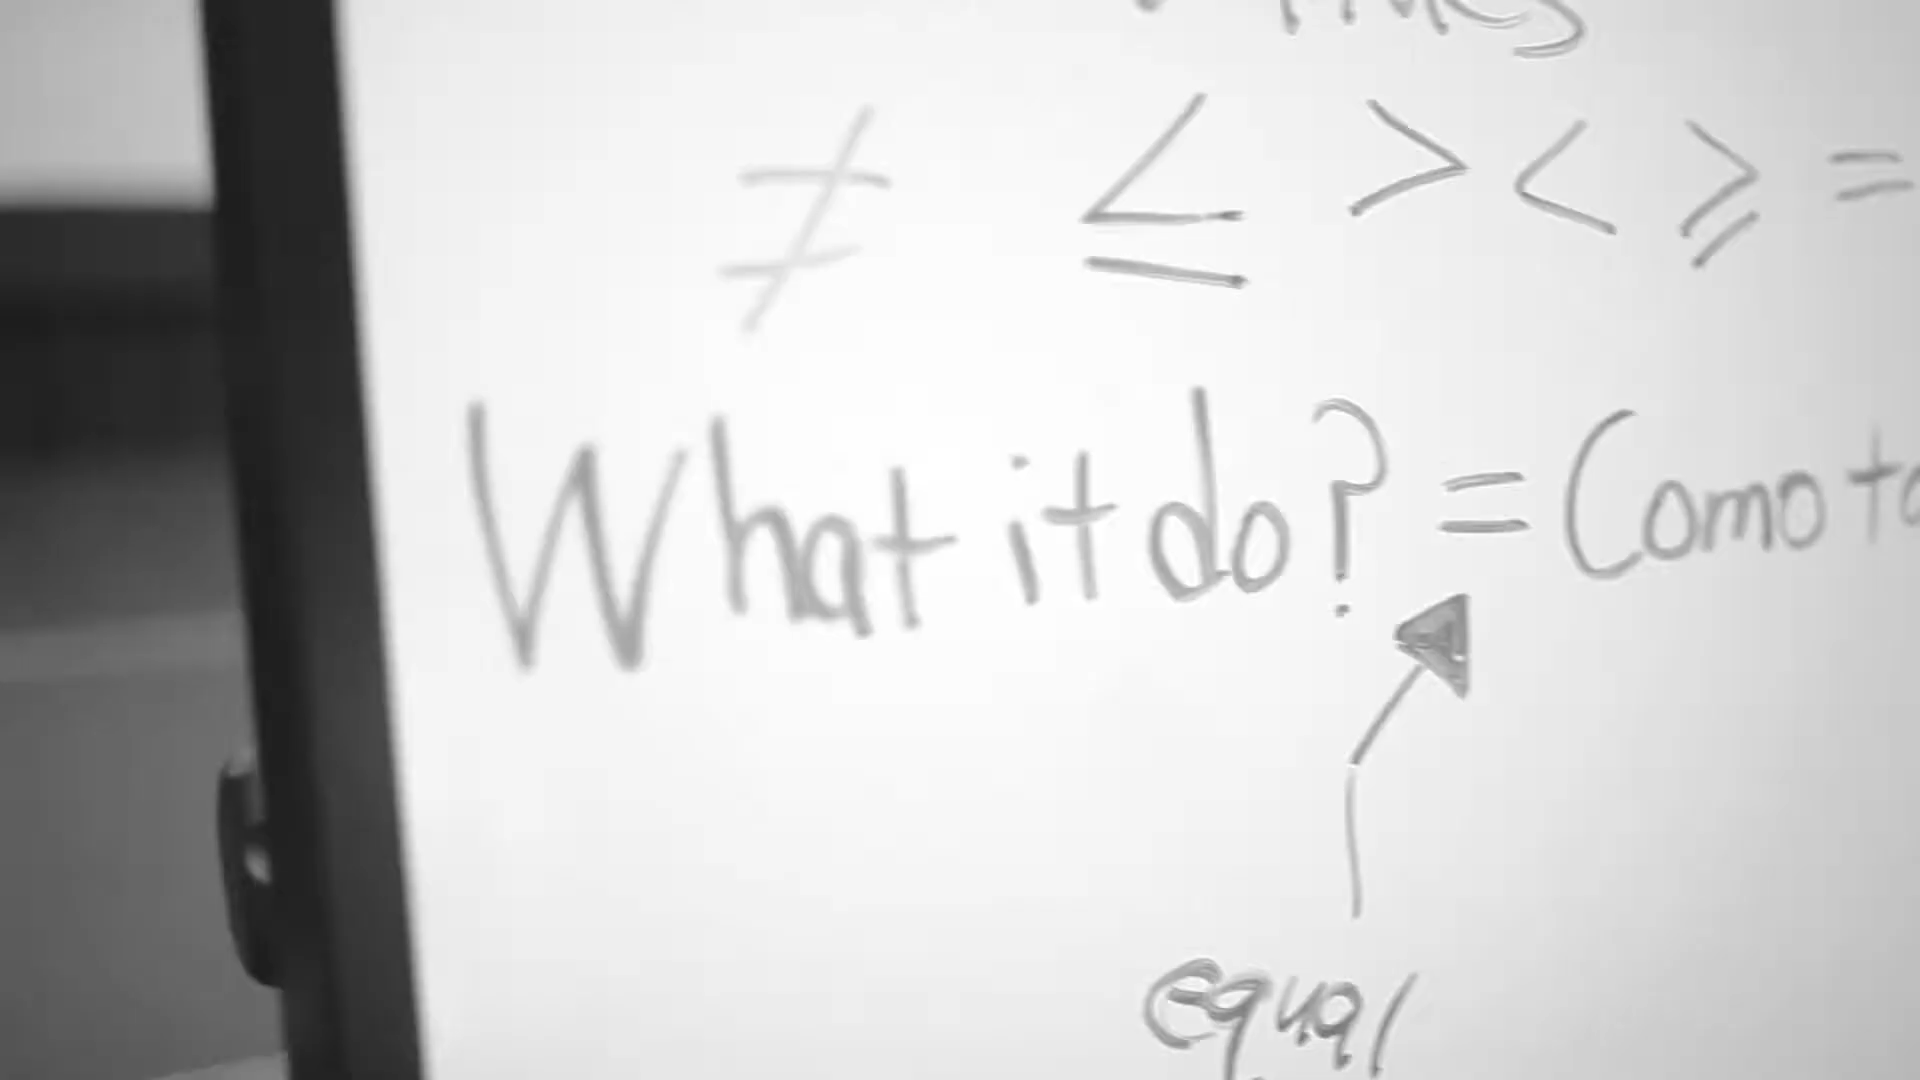 ≠ ≤ > < ≥ =
What it do? = Como
equal